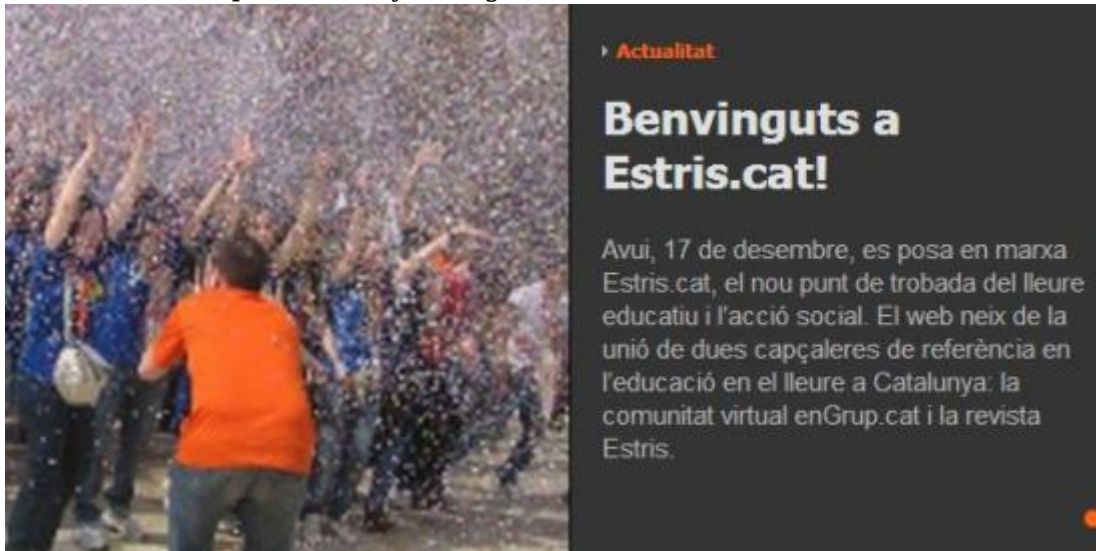 Actualitat
Benvinguts a
Estris.cat!
Avui, 17 de desembre, es posa en marxa
Estris.cat, el nou punt de trobada del lleure
educatiu i l'acció social. El web neix de la
unió de dues capçaleres de referència en
l'educació en el lleure a Catalunya: la
comunitat virtual enGrup.cat i la revista
Estris.